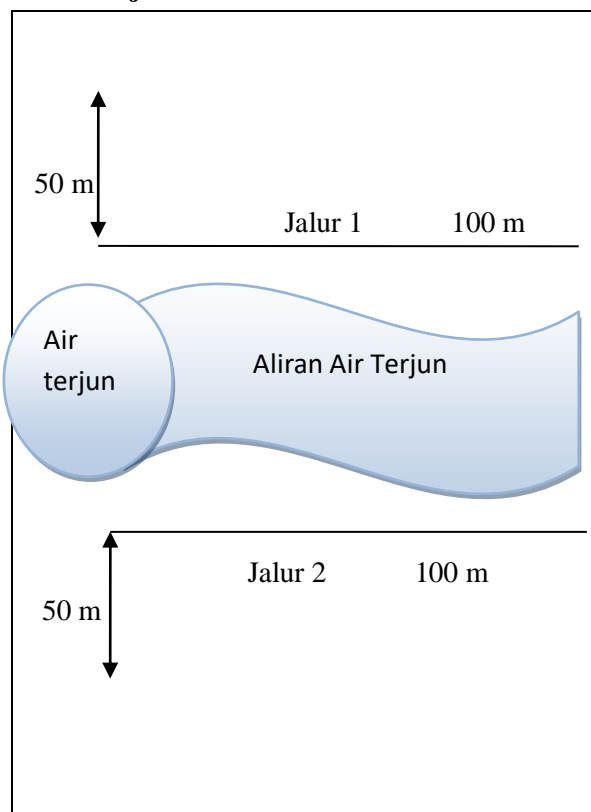 50 m
Jalur 1 100 m
Air
terjun
Aliran Air Terjun
Jalur 2 100 m
50 m